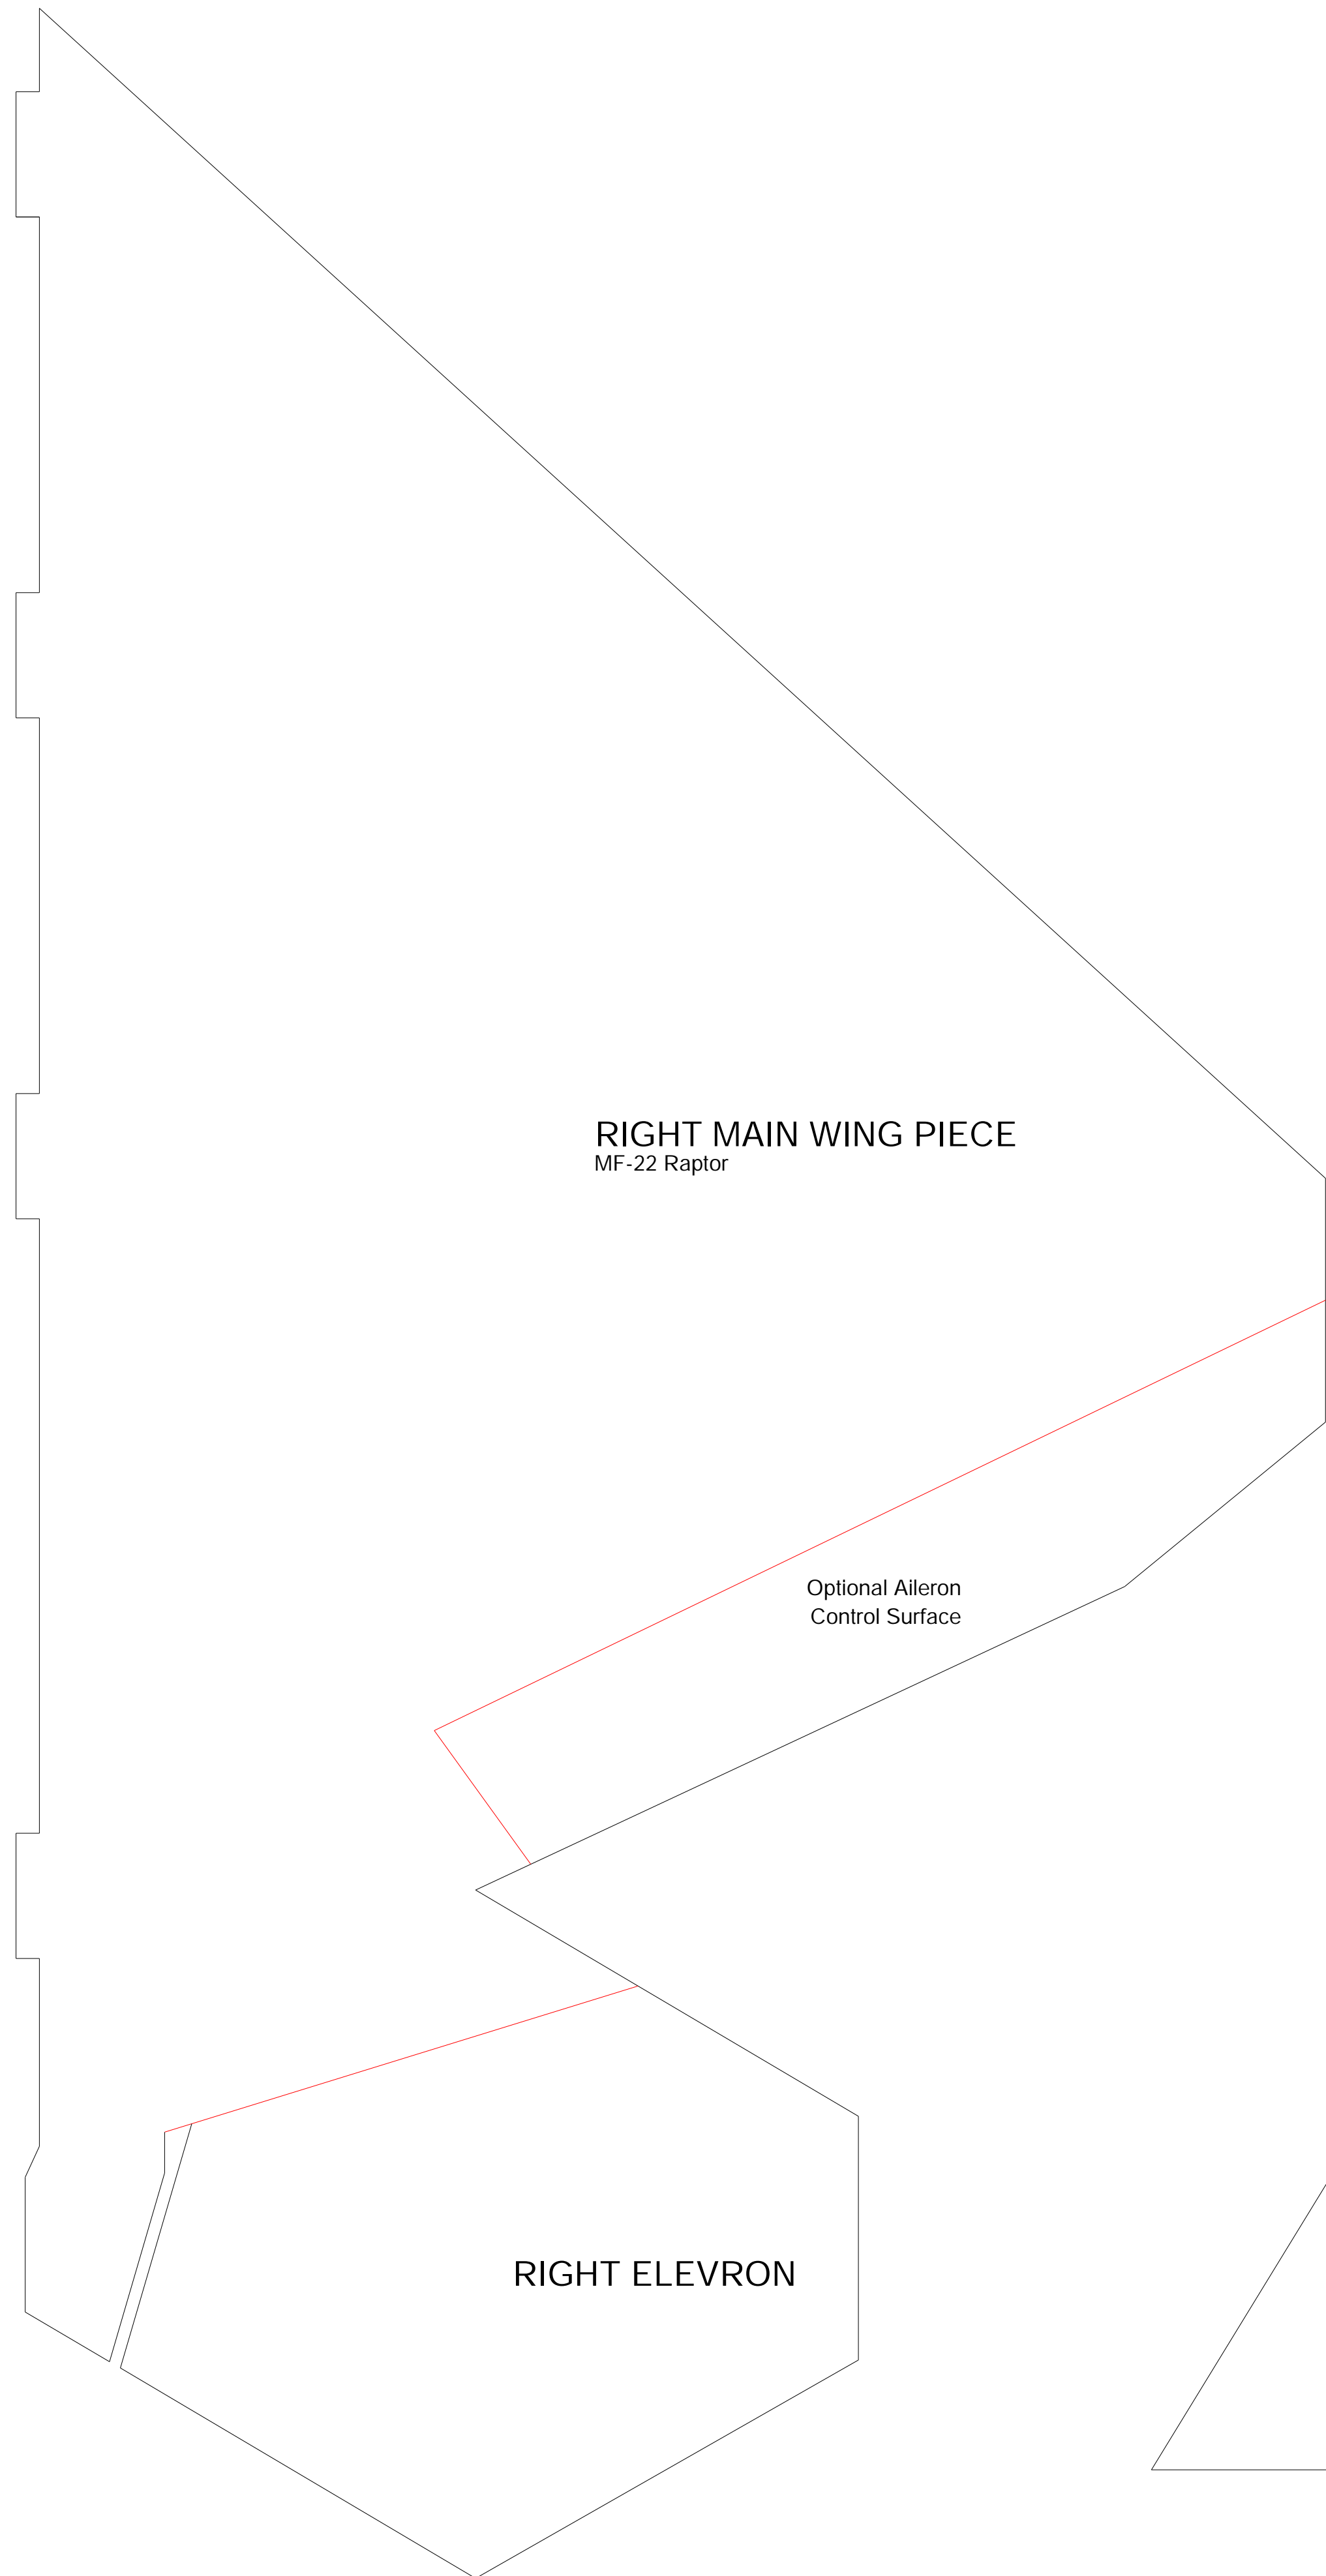 RIGHT MAIN WING PIECE
MF-22 Raptor
Optional Aileron
Control Surface
RIGHT ELEVRON